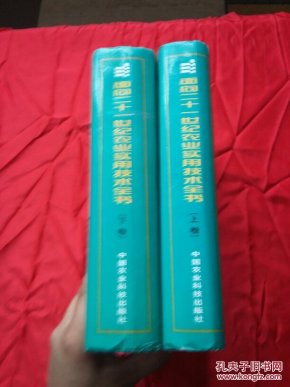 面向二十一世纪农业实用技术全书
(下卷)
中国农业科技出版社
面向二十一世纪农业实用技术全书
(上卷)
中国农业科技出版社
孔夫子旧书网